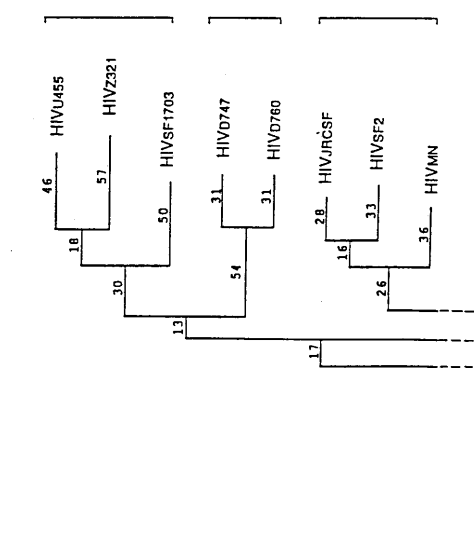 HIVU455
HIVZ321
HIVSF1703
HIVD747
HIVD760
HIVJRCSF
HIVSF2
HIVMN
46
57
18
50
30
31
31
54
13
28
33
16
36
26
17